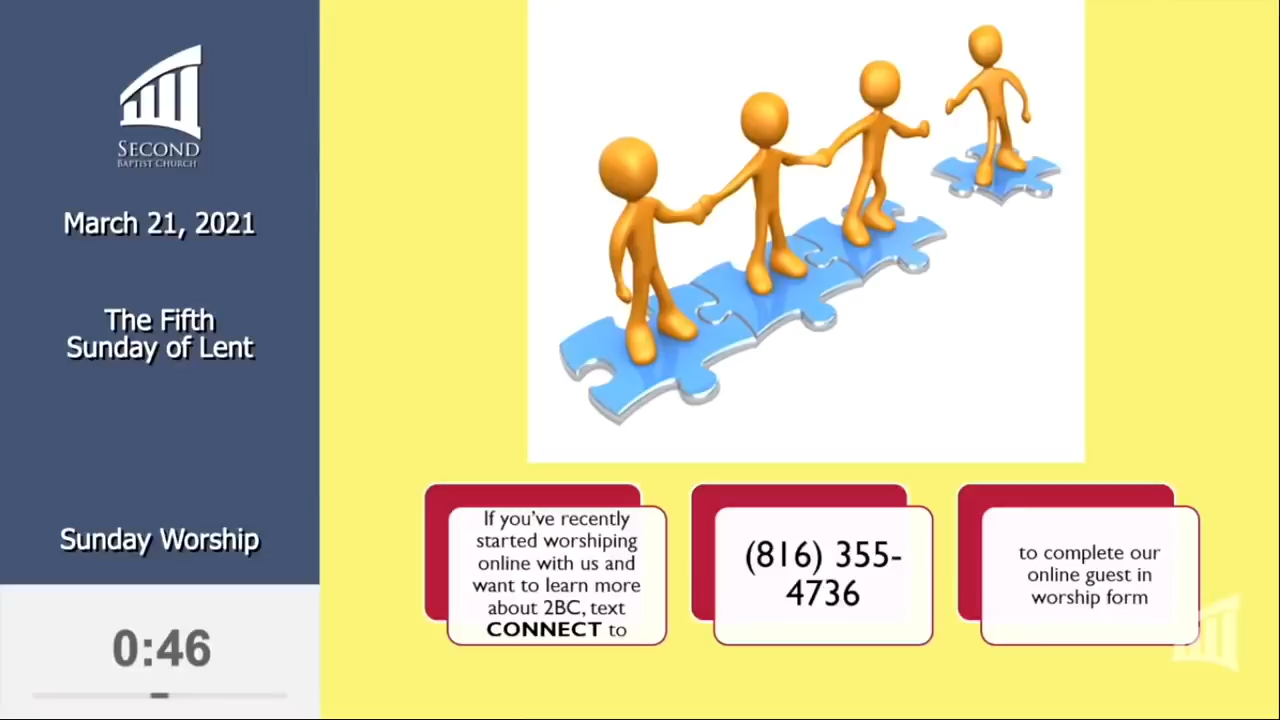 SECOND
BAPTIST CHURCH
March 21, 2021
The Fifth
Sunday of Lent
Sunday Worship
0:46
If you've recently
started worshiping
online with us and
want to learn more
about 2BC, text
CONNECT to
(816) 355-
4736
to complete our
online guest in
worship form